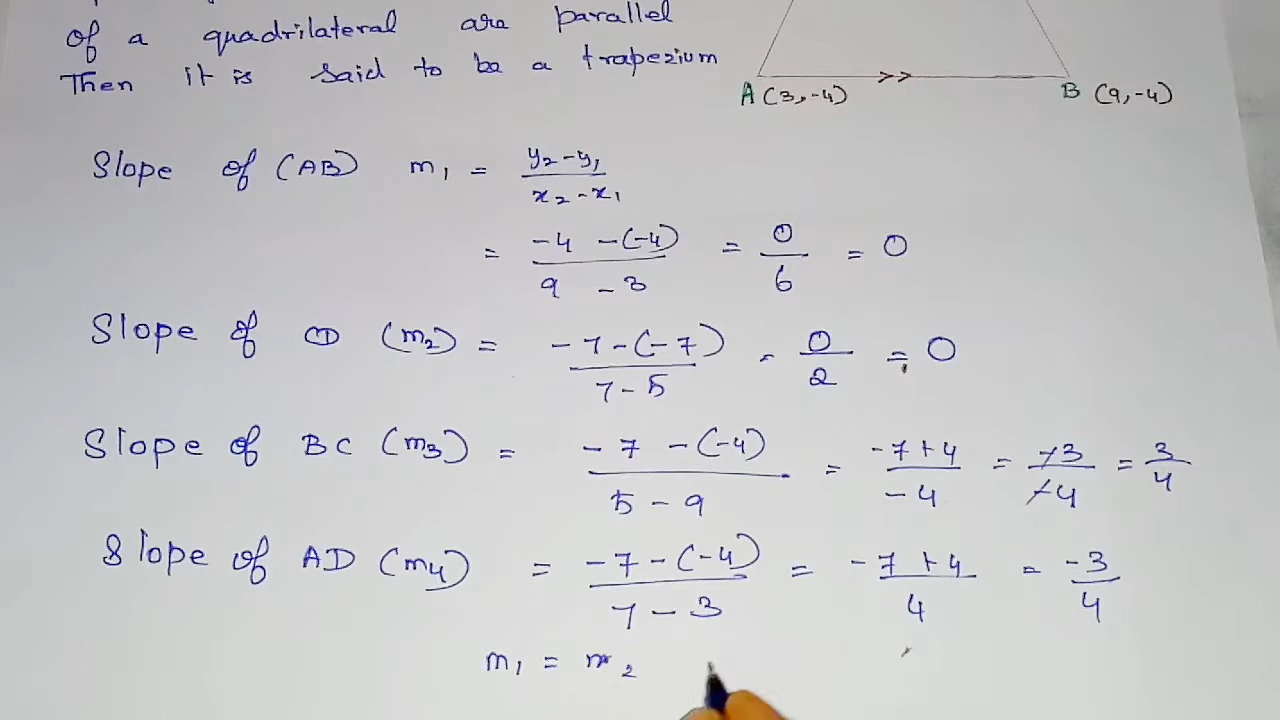 of a quadrilateral are parallel
Then it is said to be a trapezium
A (3,-4) >> B (9,-4)
Slope of (AB) m₁ = y₂-y₁ / x₂-x₁
= -4 -(-4) / 9 - 3 = 0/6 = 0
Slope of CD (m₂) = -7-(-7) / 7-5 = 0/2 = 0
Slope of BC (m₃) = -7 -(-4) / 5 - 9 = -7+4 / -4 = -3/-4 = 3/4
Slope of AD (m₄) = -7-(-4) / 7-3 = -7+4 / 4 = -3/4
m₁ = m₂